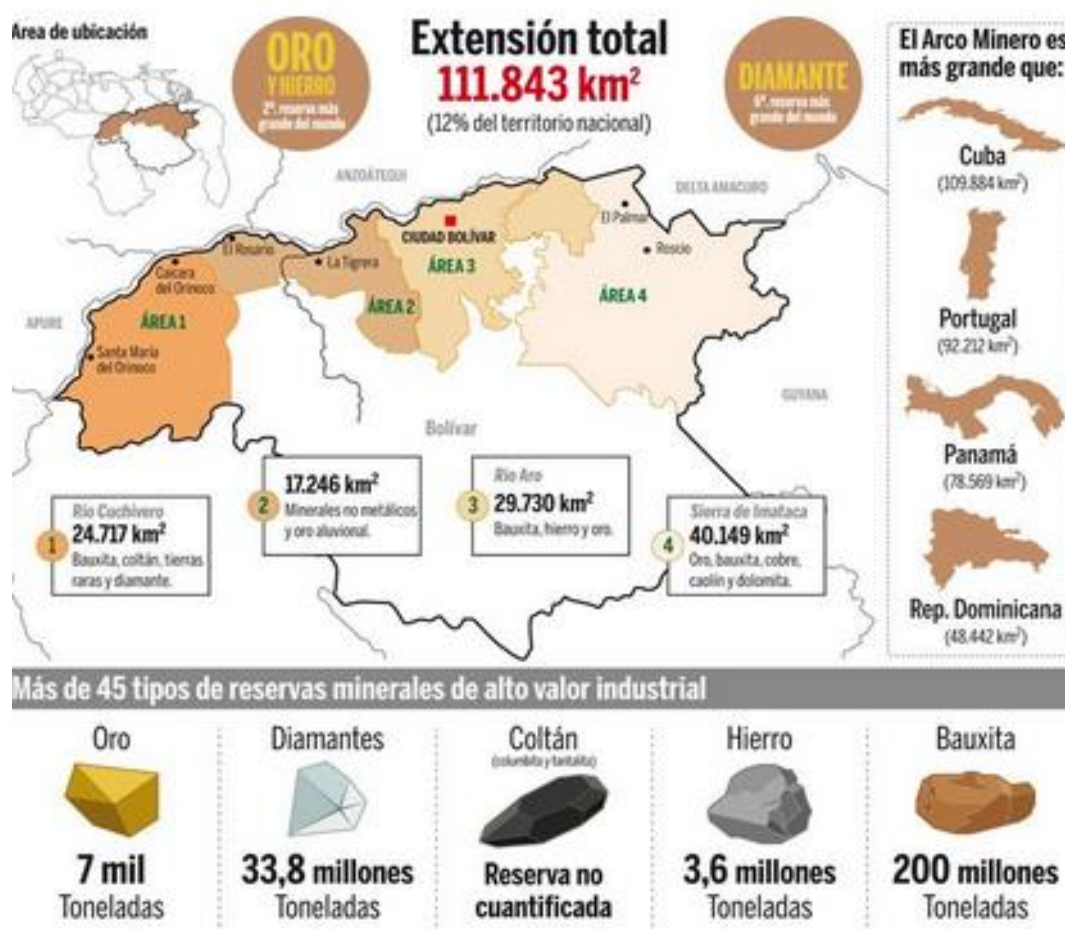 Area de ubicación
ORO
Y HIERRO
2ª. reserva más
grande del mundo
Extensión total
111.843 km²
(12% del territorio nacional)
DIAMANTE
6ª. reserva más
grande del mundo
El Arco Minero es
más grande que:
Cuba
(109.884 km²)
Portugal
(92.212 km²)
Panamá
(78.569 km²)
Rep. Dominicana
(48.442 km²)
ANZOÁTEGUI
DELTA AMACURO
El Palmar
CIUDAD BOLÍVAR
El Rosario
La Tigrera
Roscio
ÁREA 3
Caicara
del Orinoco
ÁREA 4
ÁREA 2
APURE
ÁREA 1
Santa María
del Orinoco
GUYANA
Bolívar
Río Cuchivero
1
24.717 km²
Bauxita, coltán, tierras
raras y diamante.
2
17.246 km²
Minerales no metálicos
y oro aluvional.
Río Aro
3
29.730 km²
Bauxita, hierro y oro.
Sierra de Imataca
4
40.149 km²
Oro, bauxita, cobre,
caolín y dolomita.
Más de 45 tipos de reservas minerales de alto valor industrial
Oro
7 mil
Toneladas
Diamantes
33,8 millones
Toneladas
Coltán
(columbita y tantalita)
Reserva no
cuantificada
Hierro
3,6 millones
Toneladas
Bauxita
200 millones
Toneladas